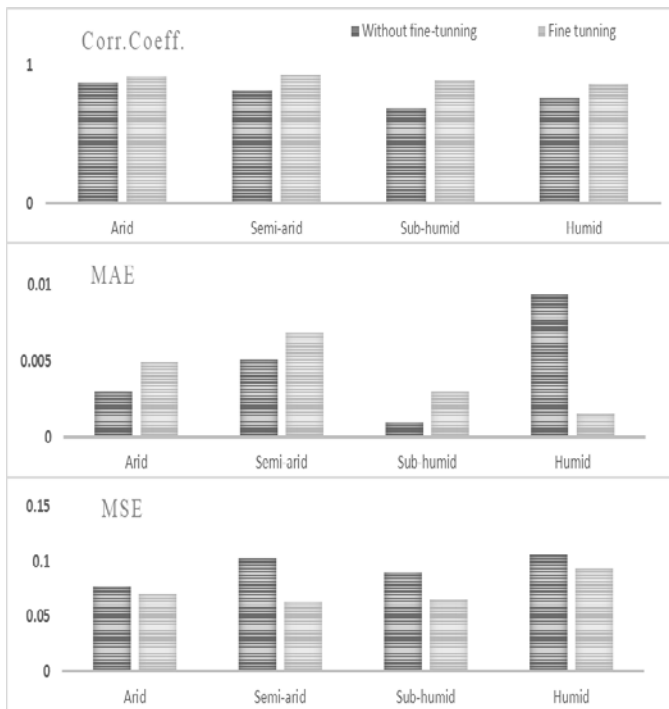 Corr.Coeff.
Without fine-tunning
Fine tunning
1
0
Arid
Semi-arid
Sub-humid
Humid
MAE
0.01
0.005
0
Arid
Semi-arid
Sub-humid
Humid
MSE
0.15
0.1
0.05
0
Arid
Semi-arid
Sub-humid
Humid